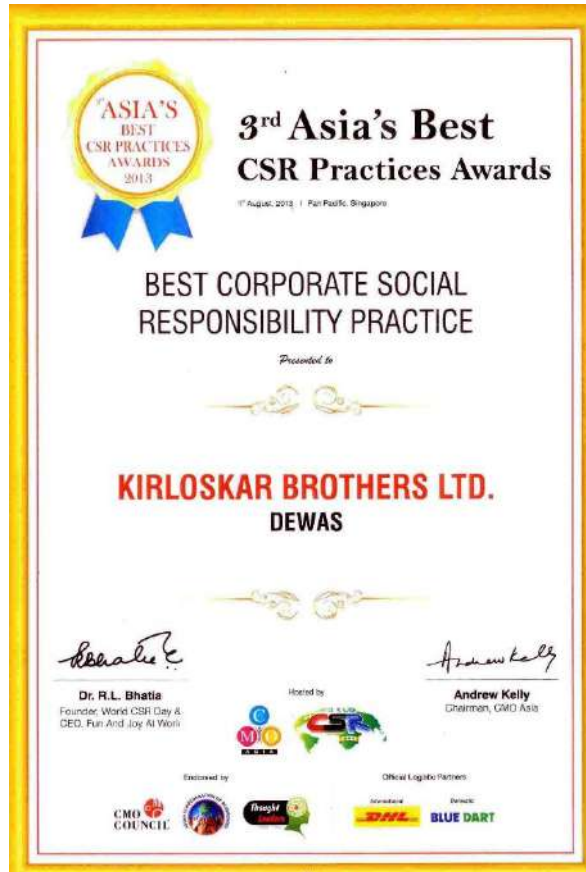 3rd ASIA'S
BEST
CSR PRACTICES
AWARDS
2013
3rd Asia's Best
CSR Practices Awards
1st August, 2013 | Pan Pacific, Singapore
BEST CORPORATE SOCIAL
RESPONSIBILITY PRACTICE
Presented to
KIRLOSKAR BROTHERS LTD.
DEWAS
Dr. R.L. Bhatia
Founder, World CSR Day &
CEO, Fun And Joy At Work
Andrew Kelly
Andrew Kelly
Chairman, CMO Asia
Hosted by
CMO
ASIA
CSR
Endorsed by
CMO
COUNCIL
Thought
Leaders
Official Logistic Partners
International
DHL
Domestic
BLUE DART